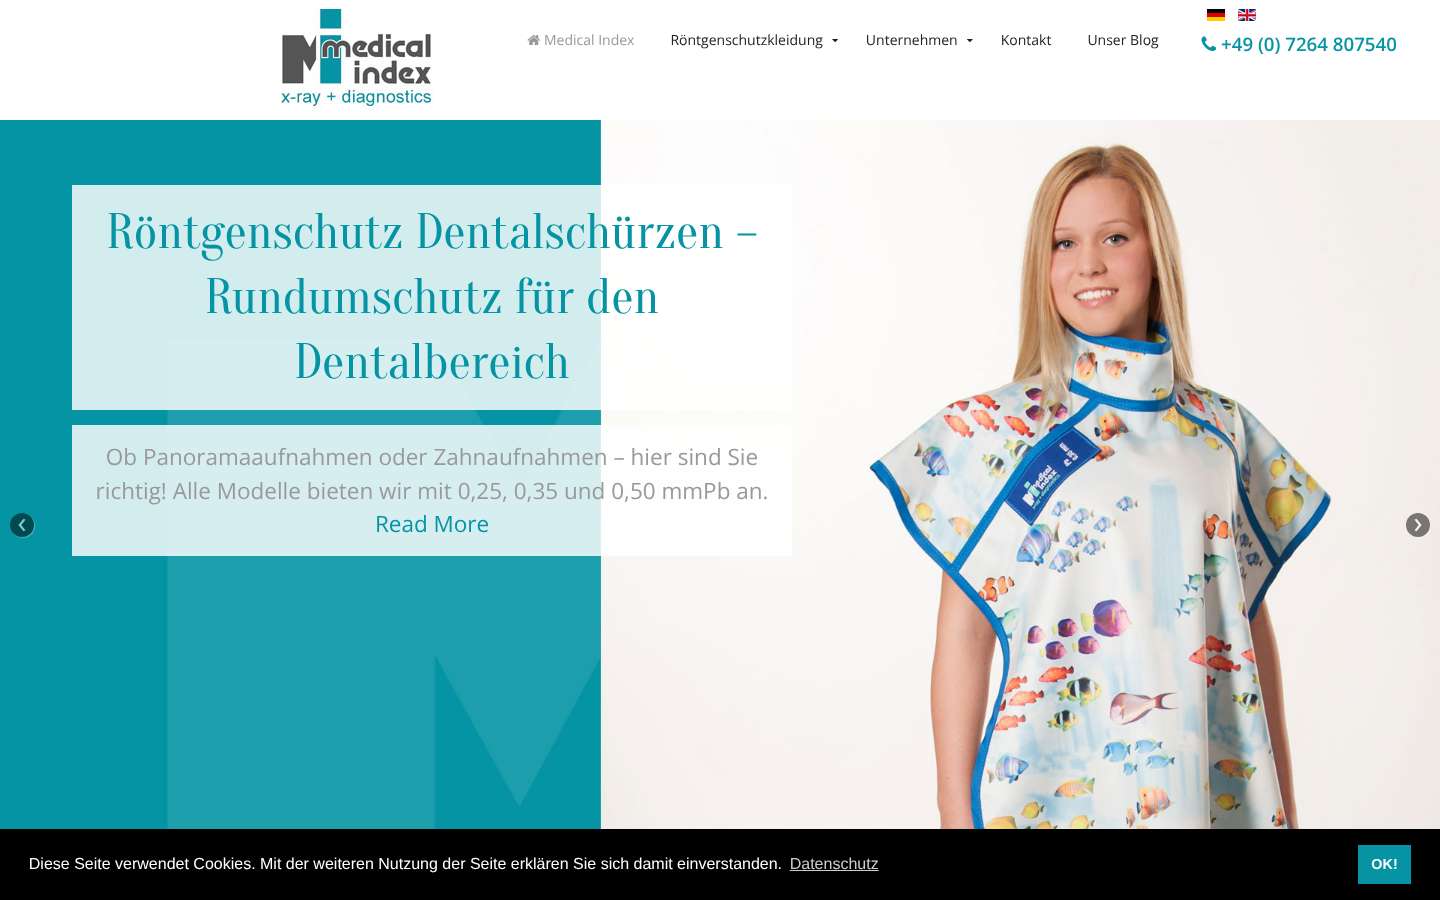 medical
index
x-ray + diagnostics
Medical Index
Röntgenschutzkleidung
Unternehmen
Kontakt
Unser Blog
+49 (0) 7264 807540
Röntgenschutz Dentalschürzen –
Rundumschutz für den
Dentalbereich
Ob Panoramaaufnahmen oder Zahnaufnahmen – hier sind Sie
richtig! Alle Modelle bieten wir mit 0,25, 0,35 und 0,50 mmPb an.
Read More
medical
index
Diese Seite verwendet Cookies. Mit der weiteren Nutzung der Seite erklären Sie sich damit einverstanden. Datenschutz
OK!